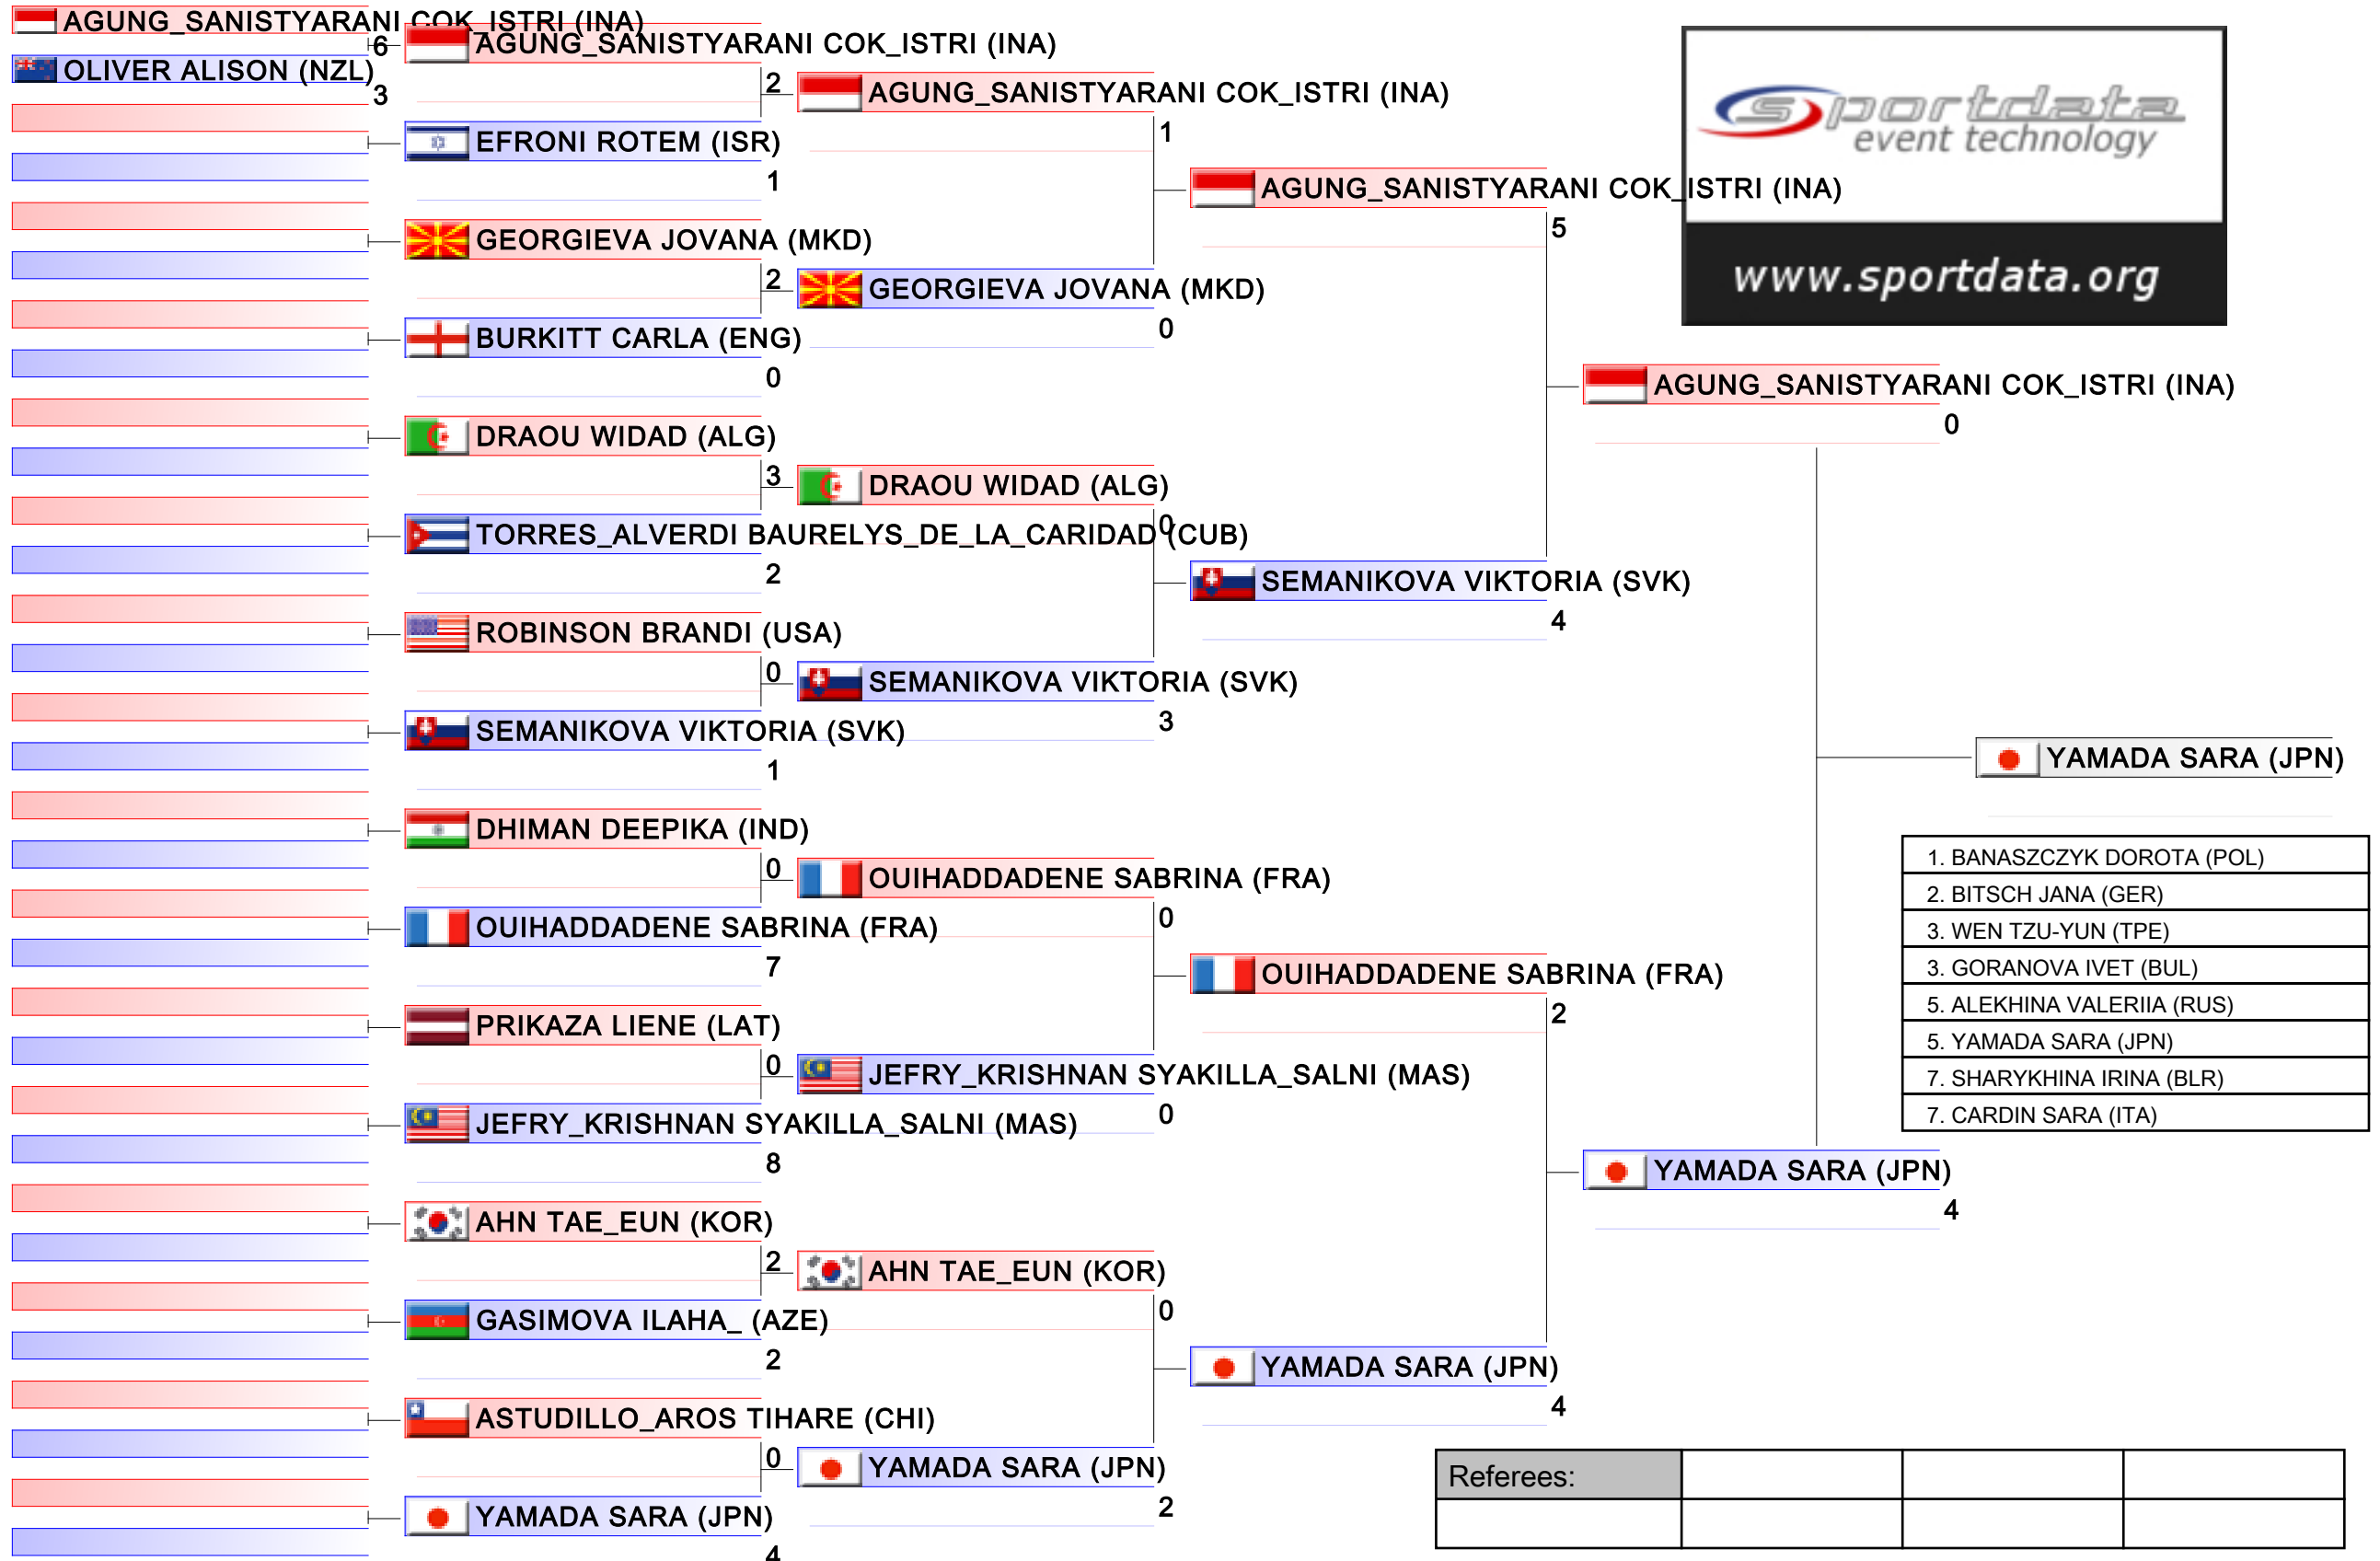 AGUNG_SANISTYARANI COK_ISTRI (INA)
6
OLIVER ALISON (NZL)
3
AGUNG_SANISTYARANI COK_ISTRI (INA)
2
EFRONI ROTEM (ISR)
1
GEORGIEVA JOVANA (MKD)
2
BURKITT CARLA (ENG)
0
DRAOU WIDAD (ALG)
3
TORRES_ALVERDI BAURELYS_DE_LA_CARIDAD (CUB)
2
ROBINSON BRANDI (USA)
0
SEMANIKOVA VIKTORIA (SVK)
1
DHIMAN DEEPIKA (IND)
0
OUIHADDADENE SABRINA (FRA)
7
PRIKAZA LIENE (LAT)
0
JEFRY_KRISHNAN SYAKILLA_SALNI (MAS)
8
AHN TAE_EUN (KOR)
2
GASIMOVA ILAHA_ (AZE)
2
ASTUDILLO_AROS TIHARE (CHI)
0
YAMADA SARA (JPN)
4
AGUNG_SANISTYARANI COK_ISTRI (INA)
1
GEORGIEVA JOVANA (MKD)
0
DRAOU WIDAD (ALG)
0
SEMANIKOVA VIKTORIA (SVK)
3
OUIHADDADENE SABRINA (FRA)
0
JEFRY_KRISHNAN SYAKILLA_SALNI (MAS)
0
AHN TAE_EUN (KOR)
0
YAMADA SARA (JPN)
2
AGUNG_SANISTYARANI COK_ISTRI (INA)
5
SEMANIKOVA VIKTORIA (SVK)
4
OUIHADDADENE SABRINA (FRA)
2
YAMADA SARA (JPN)
4
AGUNG_SANISTYARANI COK_ISTRI (INA)
0
YAMADA SARA (JPN)
4
YAMADA SARA (JPN)
sportdata
event technology
www.sportdata.org
1. BANASZCZYK DOROTA (POL)
2. BITSCH JANA (GER)
3. WEN TZU-YUN (TPE)
3. GORANOVA IVET (BUL)
5. ALEKHINA VALERIIA (RUS)
5. YAMADA SARA (JPN)
7. SHARYKHINA IRINA (BLR)
7. CARDIN SARA (ITA)
Referees: